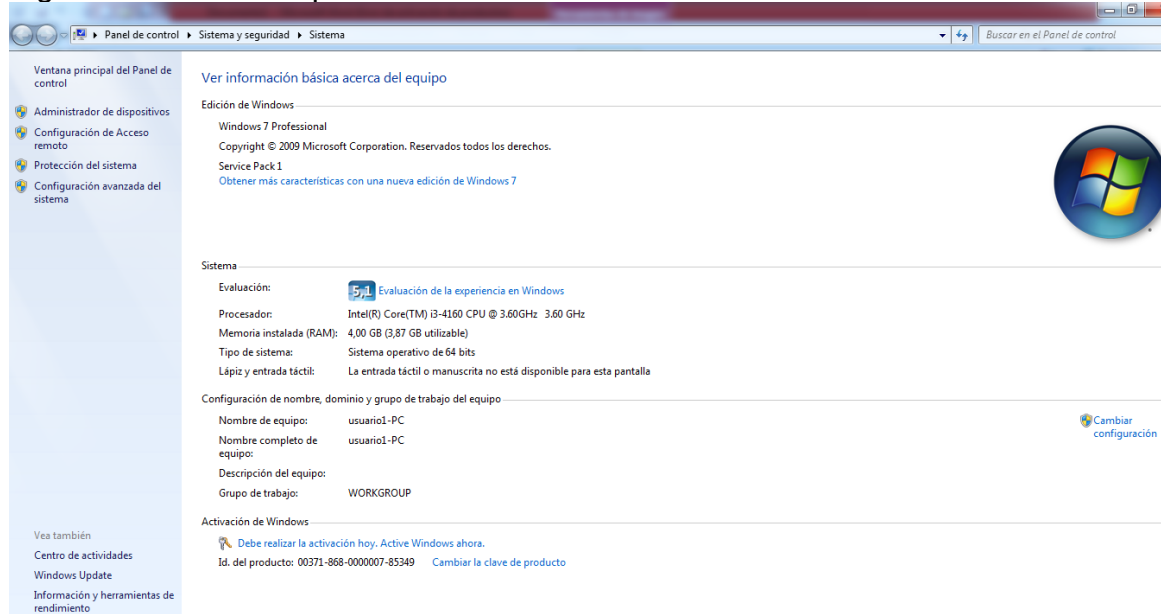 Panel de control ▸ Sistema y seguridad ▸ Sistema
Buscar en el Panel de control
Ventana principal del Panel de
control
Administrador de dispositivos
Configuración de Acceso
remoto
Protección del sistema
Configuración avanzada del
sistema
Ver información básica acerca del equipo
Edición de Windows
Windows 7 Professional
Copyright © 2009 Microsoft Corporation. Reservados todos los derechos.
Service Pack 1
Obtener más características con una nueva edición de Windows 7
Sistema
Evaluación: 5,1 Evaluación de la experiencia en Windows
Procesador: Intel(R) Core(TM) i3-4160 CPU @ 3.60GHz 3.60 GHz
Memoria instalada (RAM): 4,00 GB (3,87 GB utilizable)
Tipo de sistema: Sistema operativo de 64 bits
Lápiz y entrada táctil: La entrada táctil o manuscrita no está disponible para esta pantalla
Configuración de nombre, dominio y grupo de trabajo del equipo
Nombre de equipo: usuario1-PC
Cambiar
configuración
Nombre completo de
equipo: usuario1-PC
Descripción del equipo:
Grupo de trabajo: WORKGROUP
Activación de Windows
Debe realizar la activación hoy. Active Windows ahora.
Id. del producto: 00371-868-0000007-85349 Cambiar la clave de producto
Vea también
Centro de actividades
Windows Update
Información y herramientas de
rendimiento